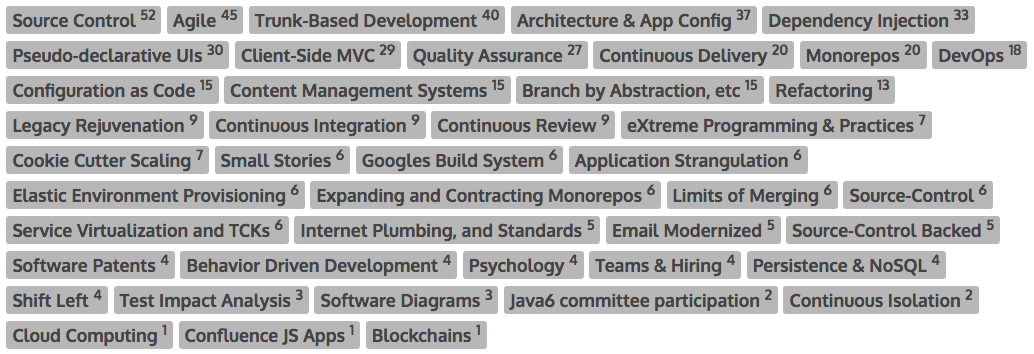 Source Control 52 Agile 45 Trunk-Based Development 40 Architecture & App Config 37 Dependency Injection 33
Pseudo-declarative UIs 30 Client-Side MVC 29 Quality Assurance 27 Continuous Delivery 20 Monorepos 20 DevOps 18
Configuration as Code 15 Content Management Systems 15 Branch by Abstraction, etc 15 Refactoring 13
Legacy Rejuvenation 9 Continuous Integration 9 Continuous Review 9 eXtreme Programming & Practices 7
Cookie Cutter Scaling 7 Small Stories 6 Googles Build System 6 Application Strangulation 6
Elastic Environment Provisioning 6 Expanding and Contracting Monorepos 6 Limits of Merging 6 Source-Control 6
Service Virtualization and TCKs 6 Internet Plumbing, and Standards 5 Email Modernized 5 Source-Control Backed 5
Software Patents 4 Behavior Driven Development 4 Psychology 4 Teams & Hiring 4 Persistence & NoSQL 4
Shift Left 4 Test Impact Analysis 3 Software Diagrams 3 Java6 committee participation 2 Continuous Isolation 2
Cloud Computing 1 Confluence JS Apps 1 Blockchains 1